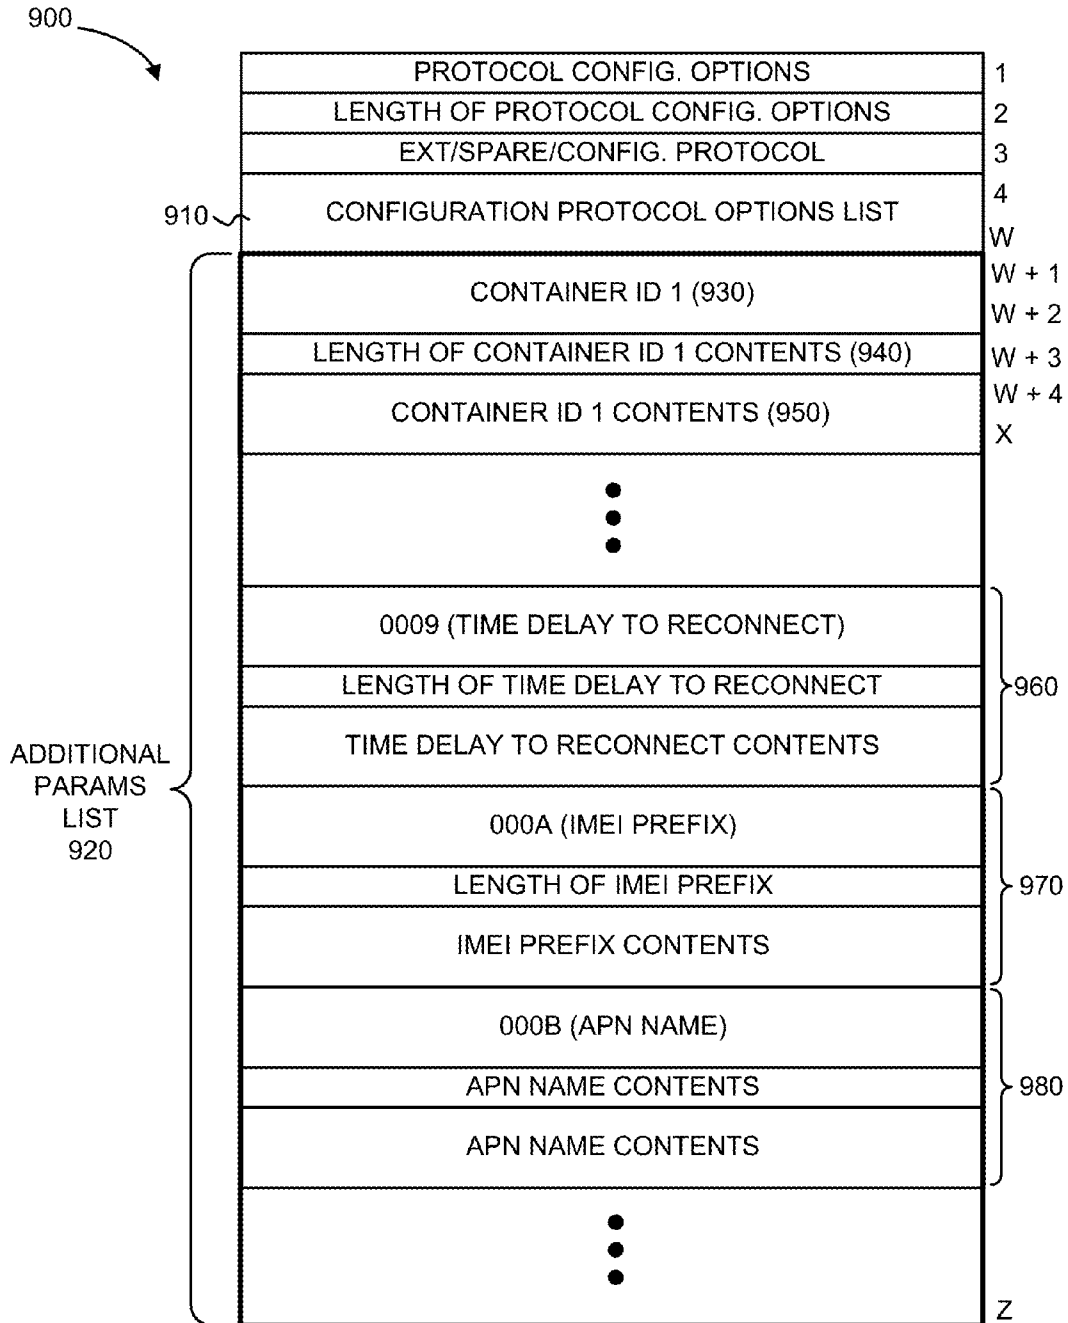 900
PROTOCOL CONFIG. OPTIONS 1
LENGTH OF PROTOCOL CONFIG. OPTIONS 2
EXT/SPARE/CONFIG. PROTOCOL 3
910 CONFIGURATION PROTOCOL OPTIONS LIST 4
W
CONTAINER ID 1 (930) W + 1
W + 2
LENGTH OF CONTAINER ID 1 CONTENTS (940) W + 3
CONTAINER ID 1 CONTENTS (950) W + 4
X
0009 (TIME DELAY TO RECONNECT)
LENGTH OF TIME DELAY TO RECONNECT 960
TIME DELAY TO RECONNECT CONTENTS
ADDITIONAL
PARAMS
LIST
920
000A (IMEI PREFIX)
LENGTH OF IMEI PREFIX 970
IMEI PREFIX CONTENTS
000B (APN NAME)
APN NAME CONTENTS 980
APN NAME CONTENTS
Z